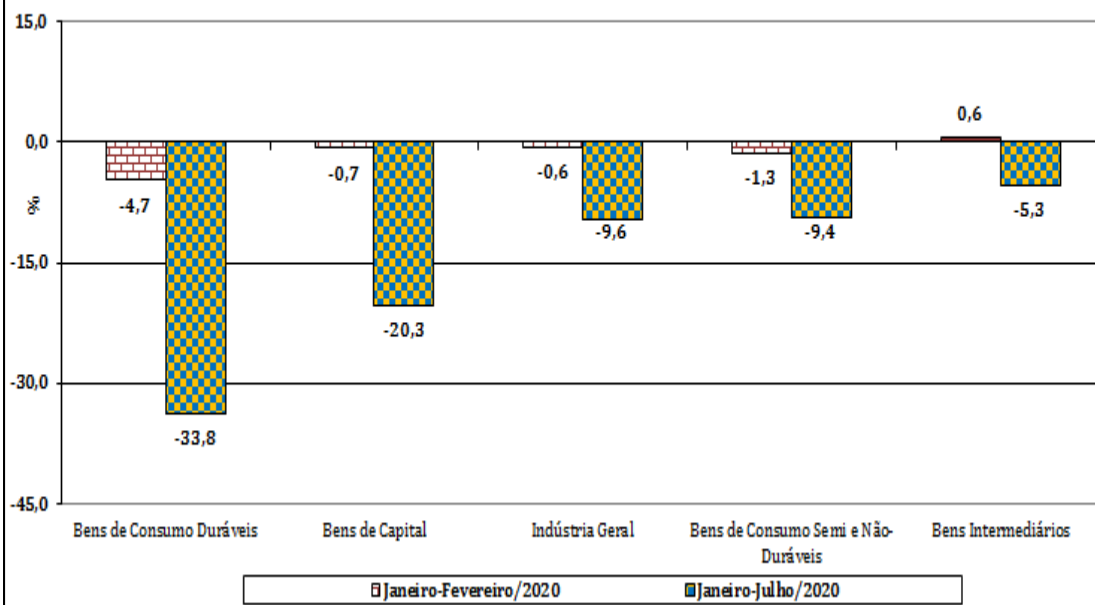 15,0
0,0
-15,0
-30,0
-45,0
%
-4,7
-33,8
-0,7
-20,3
-0,6
-9,6
-1,3
-9,4
0,6
-5,3
Bens de Consumo Duráveis
Bens de Capital
Indústria Geral
Bens de Consumo Semi e Não-
Duráveis
Bens Intermediários
Janeiro-Fevereiro/2020
Janeiro-Julho/2020